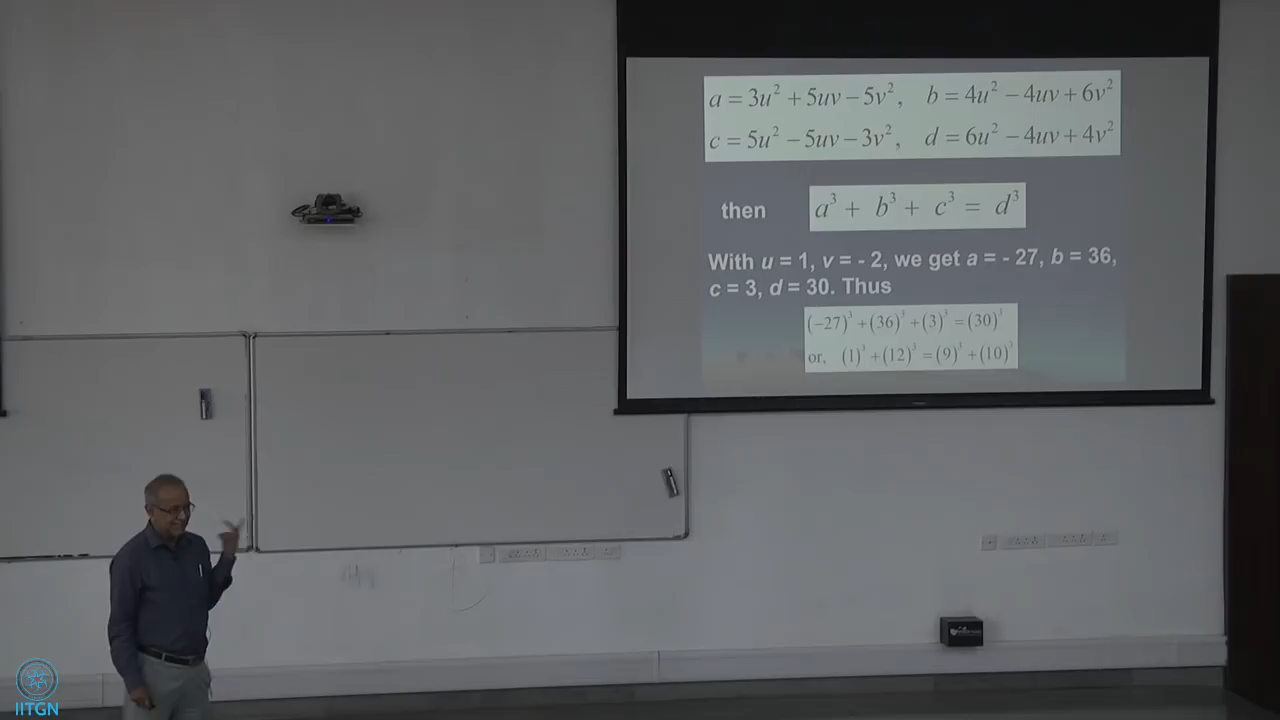 a = 3u² + 5uv − 5v², b = 4u² − 4uv + 6v²
c = 5u² − 5uv − 3v², d = 6u² − 4uv + 4v²
then a³ + b³ + c³ = d³
With u = 1, v = - 2, we get a = - 27, b = 36,
c = 3, d = 30. Thus
(−27)³ + (36)³ + (3)³ = (30)³
or, (1)³ + (12)³ = (9)³ + (10)³
IITGN